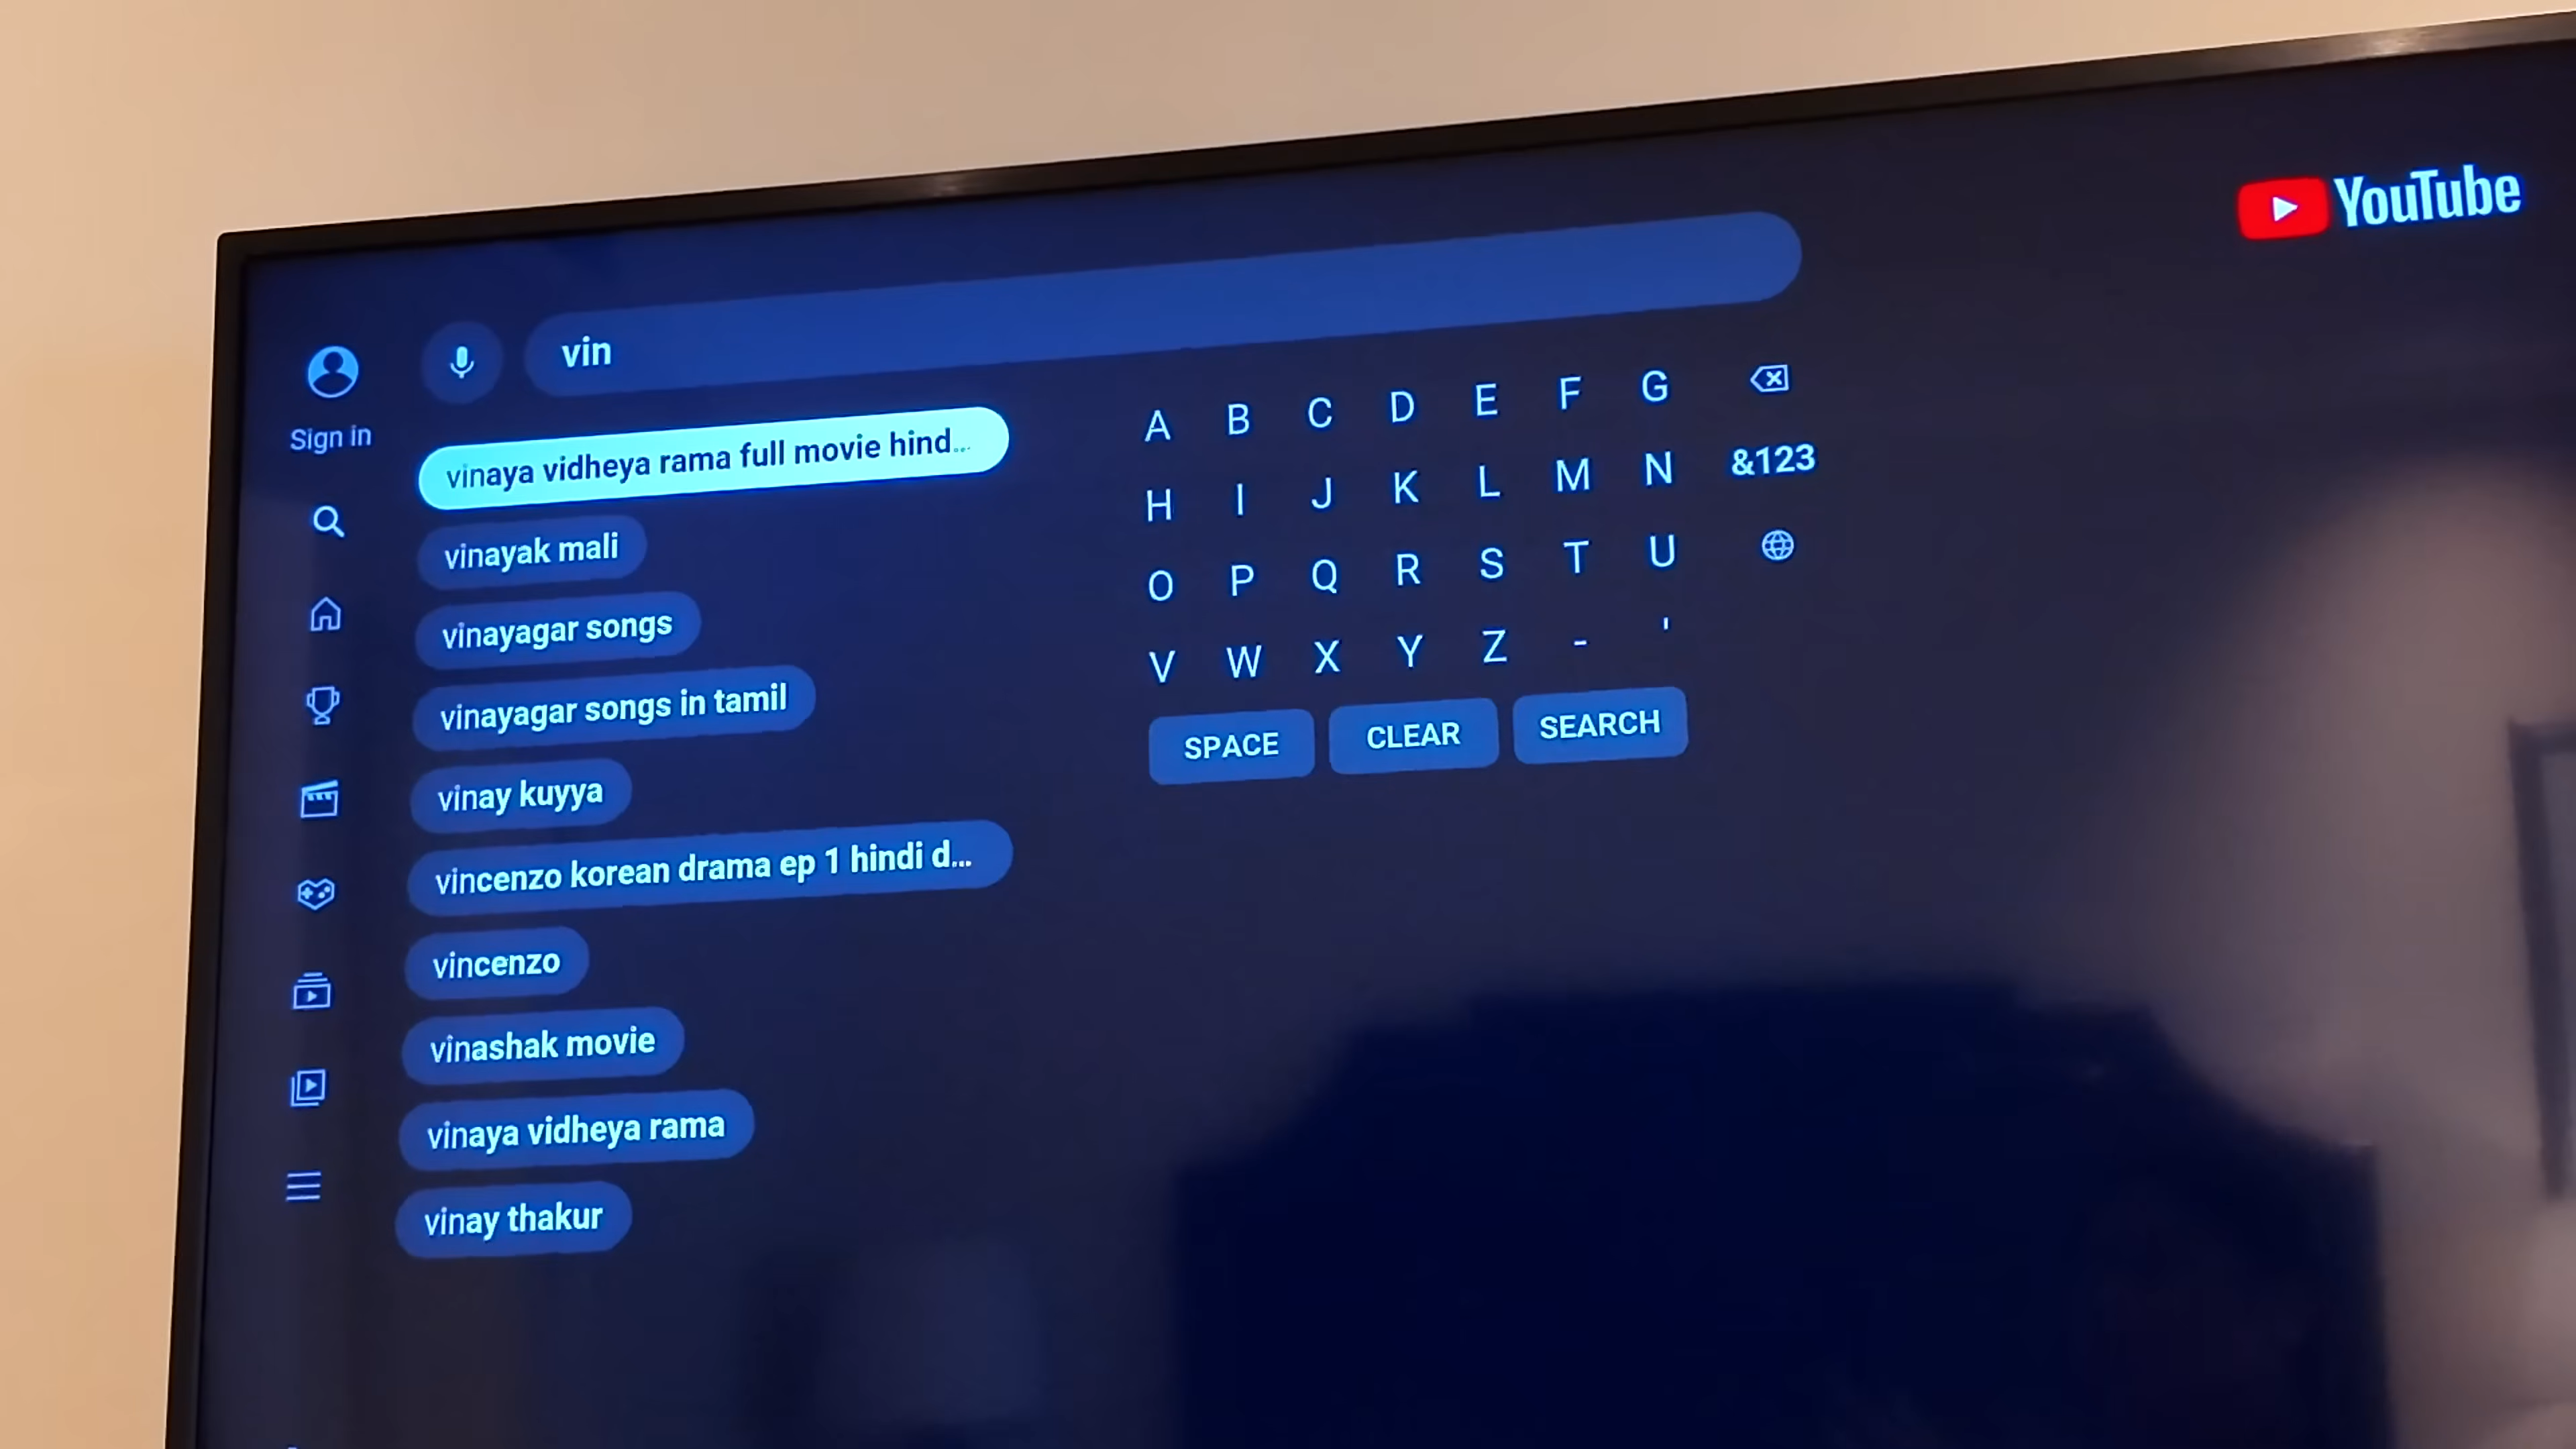 YouTube
vin
Sign in
vinaya vidheya rama full movie hind...
vinayak mali
vinayagar songs
vinayagar songs in tamil
vinay kuyya
vincenzo korean drama ep 1 hindi d...
vincenzo
vinashak movie
vinaya vidheya rama
vinay thakur
A B C D E F G
H I J K L M N &123
O P Q R S T U
V W X Y Z - '
SPACE CLEAR SEARCH